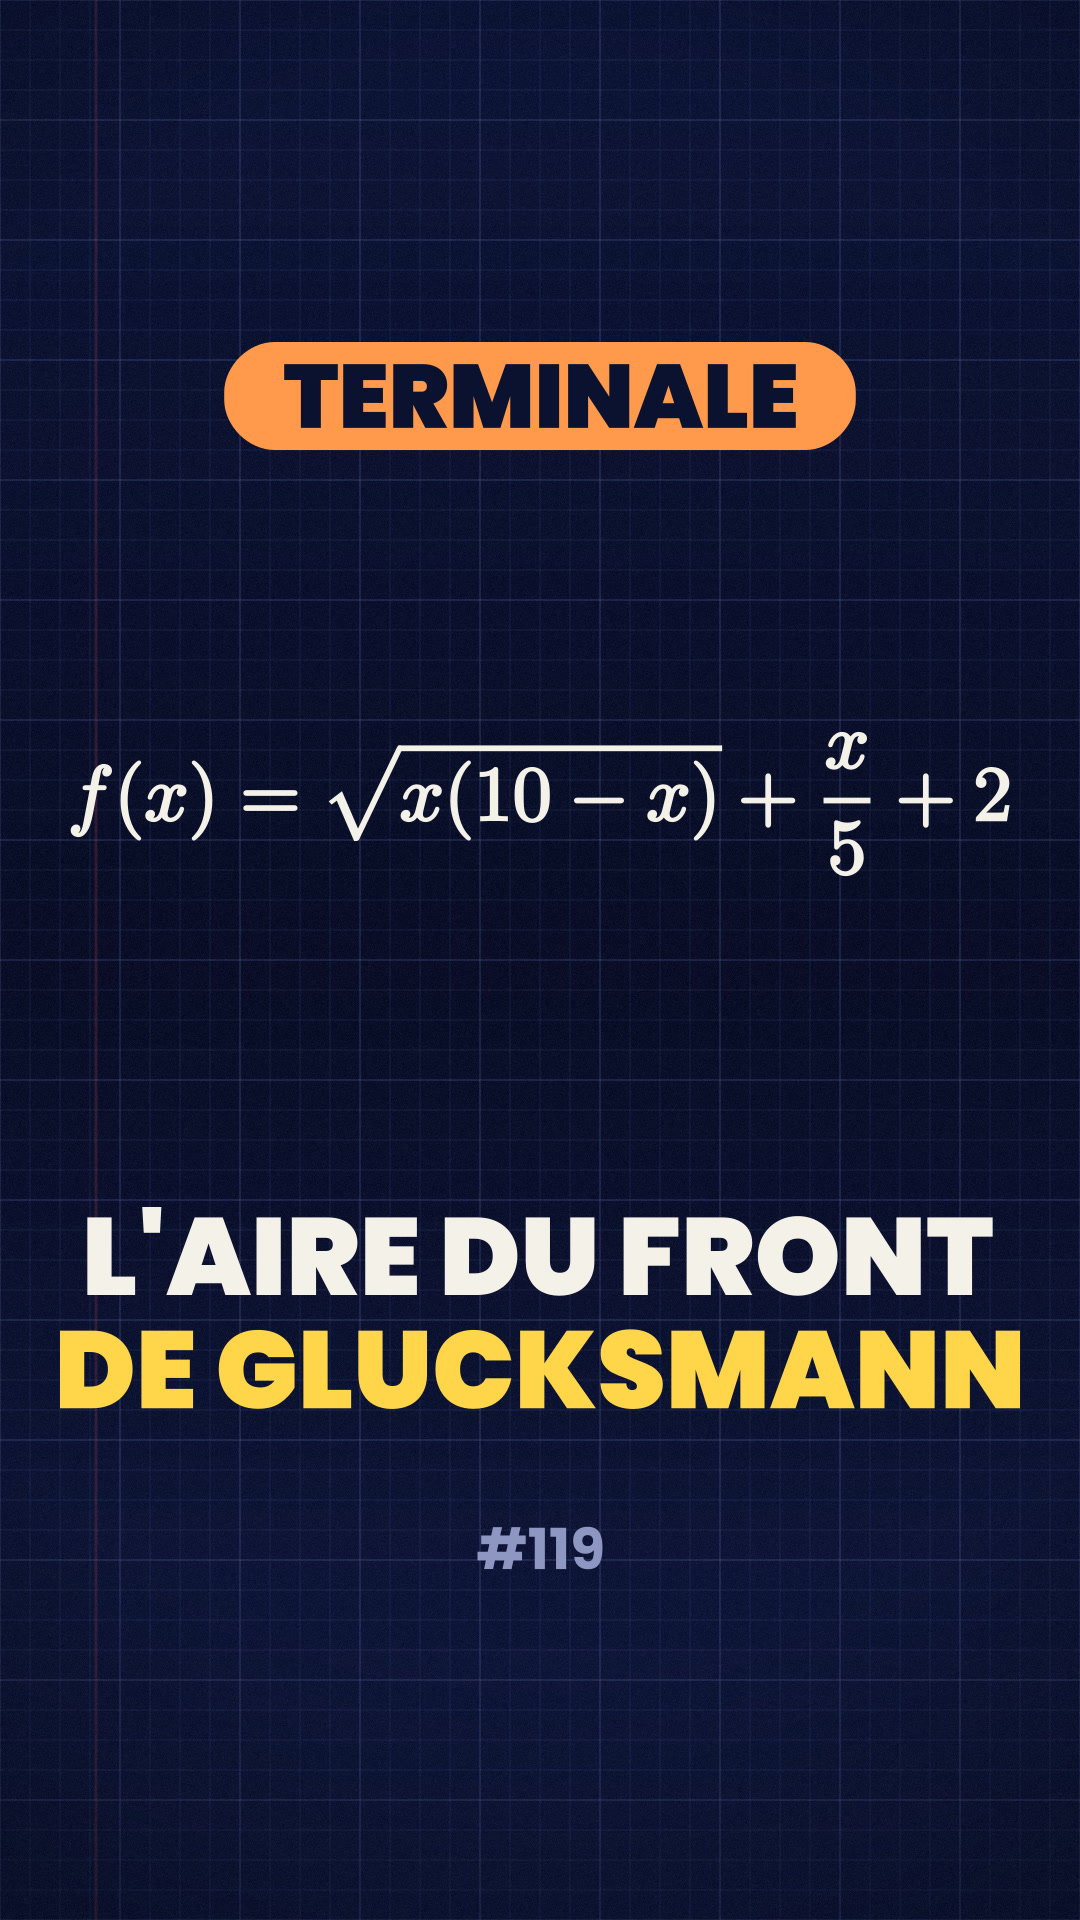 TERMINALE
f(x) = √(x(10 − x)) + x/5 + 2
L'AIRE DU FRONT
DE GLUCKSMANN
#119